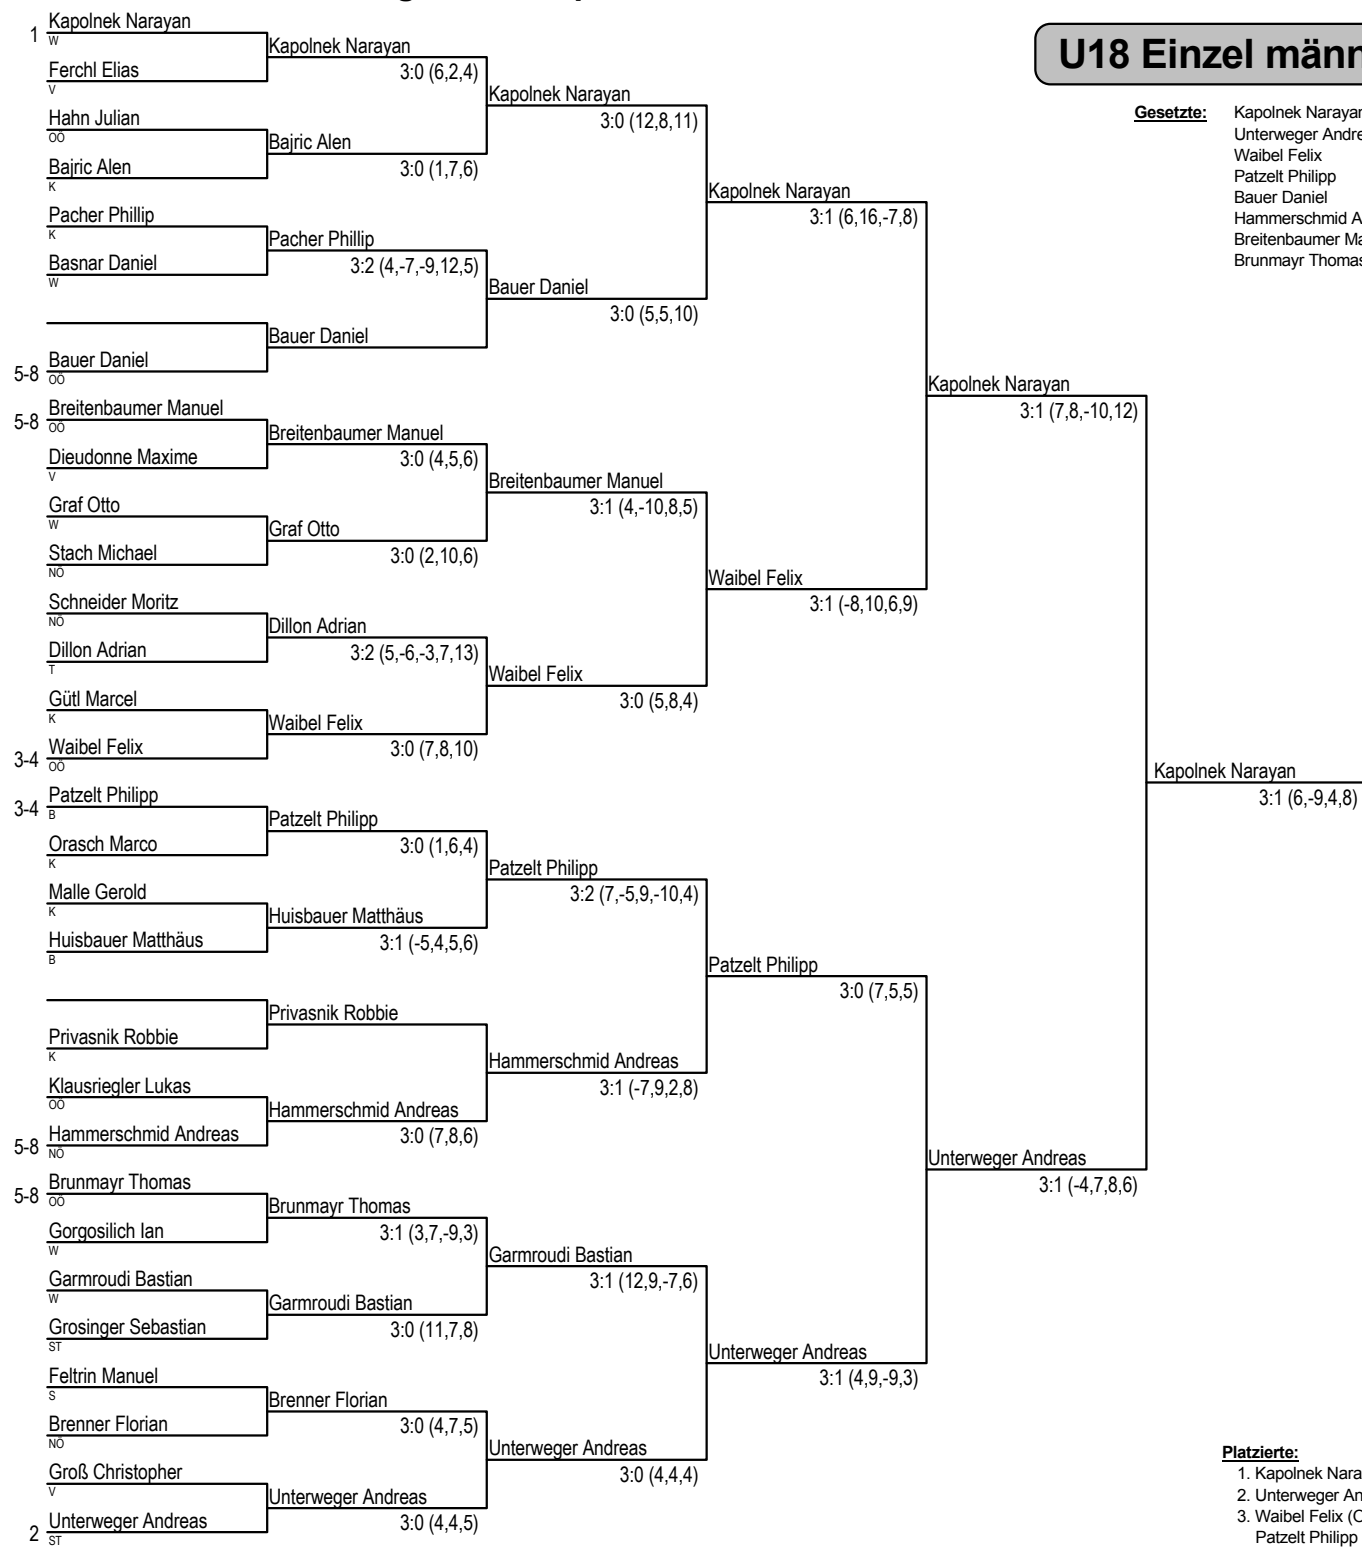 1
Kapolnek Narayan
W
Ferchl Elias
V
Hahn Julian
OÖ
Bajric Alen
K
Pacher Phillip
K
Basnar Daniel
W
5-8
Bauer Daniel
OÖ
5-8
Breitenbaumer Manuel
OÖ
Dieudonne Maxime
V
Graf Otto
W
Stach Michael
NÖ
Schneider Moritz
NÖ
Dillon Adrian
T
Gütl Marcel
K
3-4
Waibel Felix
OÖ
3-4
Patzelt Philipp
B
Orasch Marco
K
Malle Gerold
K
Huisbauer Matthäus
B
Privasnik Robbie
K
Klausriegler Lukas
OÖ
5-8
Hammerschmid Andreas
NÖ
5-8
Brunmayr Thomas
OÖ
Gorgosilich Ian
W
Garmroudi Bastian
W
Grosinger Sebastian
ST
Feltrin Manuel
S
Brenner Florian
NÖ
Groß Christopher
V
2
Unterweger Andreas
ST
Kapolnek Narayan
3:0 (6,2,4)
Bajric Alen
3:0 (1,7,6)
Pacher Phillip
3:2 (4,-7,-9,12,5)
Bauer Daniel
Breitenbaumer Manuel
3:0 (4,5,6)
Graf Otto
3:0 (2,10,6)
Dillon Adrian
3:2 (5,-6,-3,7,13)
Waibel Felix
3:0 (7,8,10)
Patzelt Philipp
3:0 (1,6,4)
Huisbauer Matthäus
3:1 (-5,4,5,6)
Privasnik Robbie
Hammerschmid Andreas
3:0 (7,8,6)
Brunmayr Thomas
3:1 (3,7,-9,3)
Garmroudi Bastian
3:0 (11,7,8)
Brenner Florian
3:0 (4,7,5)
Unterweger Andreas
3:0 (4,4,5)
Kapolnek Narayan
3:0 (12,8,11)
Bauer Daniel
3:0 (5,5,10)
Breitenbaumer Manuel
3:1 (4,-10,8,5)
Waibel Felix
3:0 (5,8,4)
Patzelt Philipp
3:2 (7,-5,9,-10,4)
Hammerschmid Andreas
3:1 (-7,9,2,8)
Garmroudi Bastian
3:1 (12,9,-7,6)
Unterweger Andreas
3:0 (4,4,4)
Kapolnek Narayan
3:1 (6,16,-7,8)
Waibel Felix
3:1 (-8,10,6,9)
Patzelt Philipp
3:0 (7,5,5)
Unterweger Andreas
3:1 (4,9,-9,3)
Kapolnek Narayan
3:1 (7,8,-10,12)
Unterweger Andreas
3:1 (-4,7,8,6)
Kapolnek Narayan
3:1 (6,-9,4,8)
U18 Einzel männ
Gesetzte: Kapolnek Narayan
Unterweger Andre
Waibel Felix
Patzelt Philipp
Bauer Daniel
Hammerschmid A
Breitenbaumer Ma
Brunmayr Thomas
Platzierte:
1. Kapolnek Nara
2. Unterweger An
3. Waibel Felix (O
Patzelt Philipp